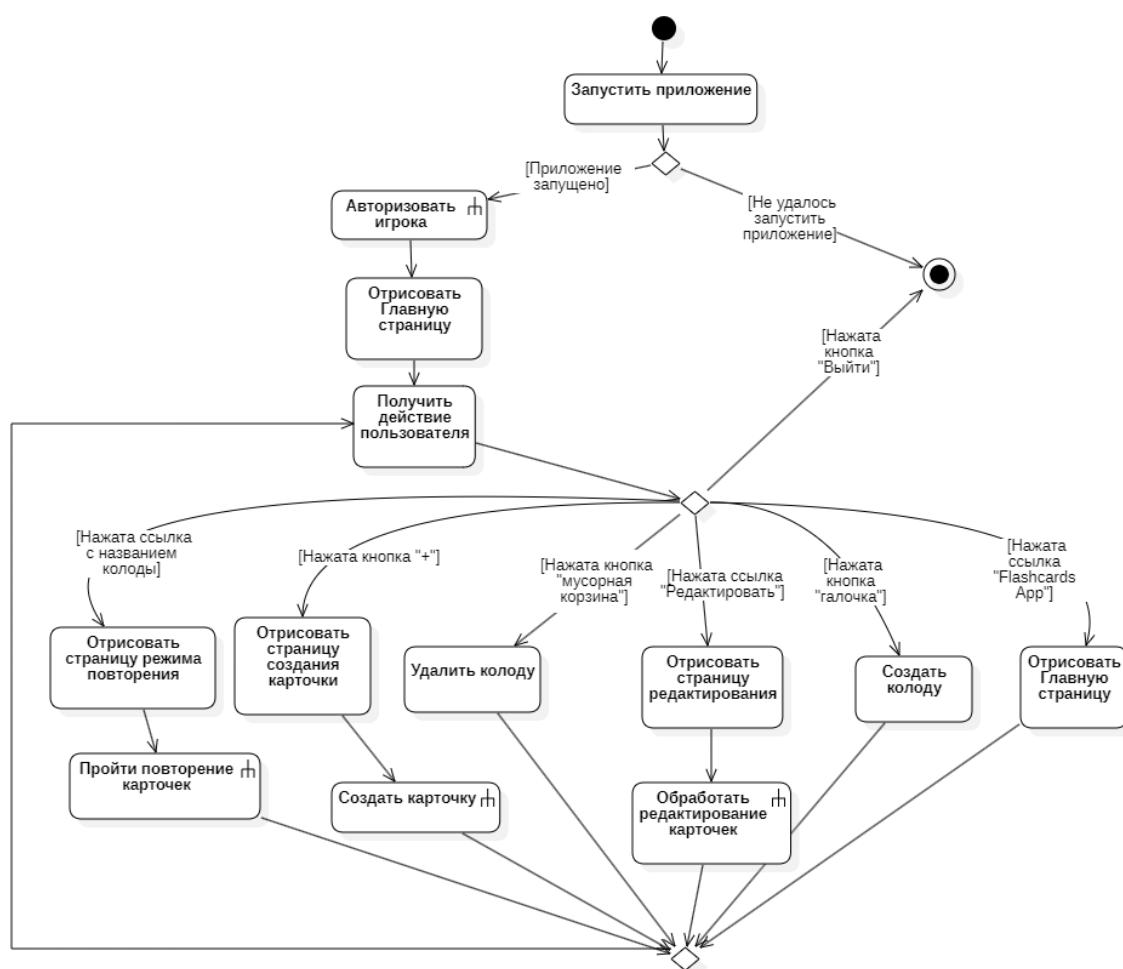 Запустить приложение
[Приложение
запущено]
[Не удалось
запустить
приложение]
Авторизовать
игрока
Отрисовать
Главную
страницу
[Нажата
кнопка
"Выйти"]
Получить
действие
пользователя
[Нажата ссылка
с названием
колоды]
[Нажата кнопка "+"]
[Нажата кнопка
"мусорная
корзина"]
[Нажата ссылка
"Редактировать"]
[Нажата
кнопка
"галочка"]
[Нажата
ссылка
"Flashcards
App"]
Отрисовать
страницу режима
повторения
Отрисовать
страницу
создания
карточки
Удалить колоду
Отрисовать
страницу
редактирования
Создать
колоду
Отрисовать
Главную
страницу
Пройти повторение
карточек
Создать карточку
Обработать
редактирование
карточек